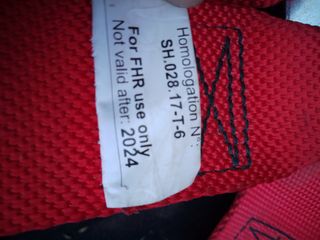 Homologation N°:
SH.028.17-T-6
For FHR use only
Not valid after: 2024